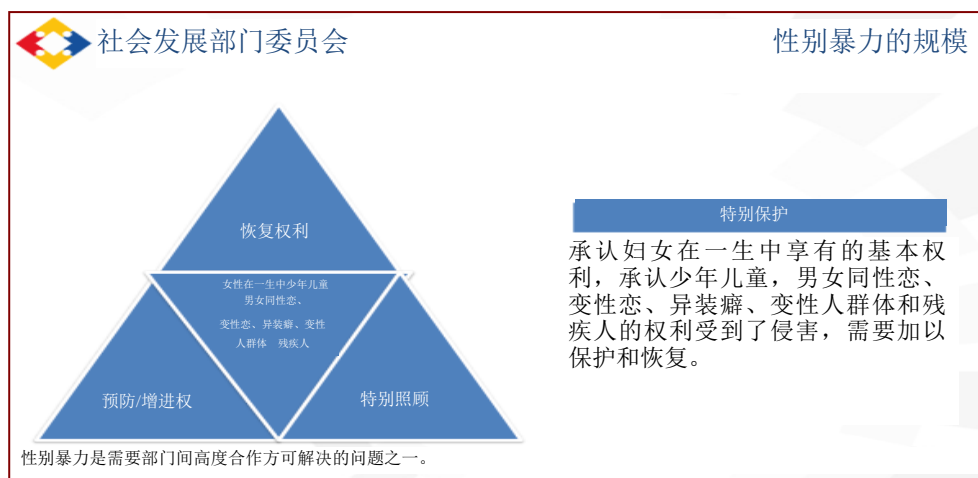 社会发展部门委员会
性别暴力的规模
恢复权利
女性在一生中少年儿童
男女同性恋、
变性恋、异装癖、变性
人群体 残疾人
预防/增进权
特别照顾
特别保护
承认妇女在一生中享有的基本权
利，承认少年儿童，男女同性恋、
变性恋、异装癖、变性人群体和残
疾人的权利受到了侵害，需要加以
保护和恢复。
性别暴力是需要部门间高度合作方可解决的问题之一。